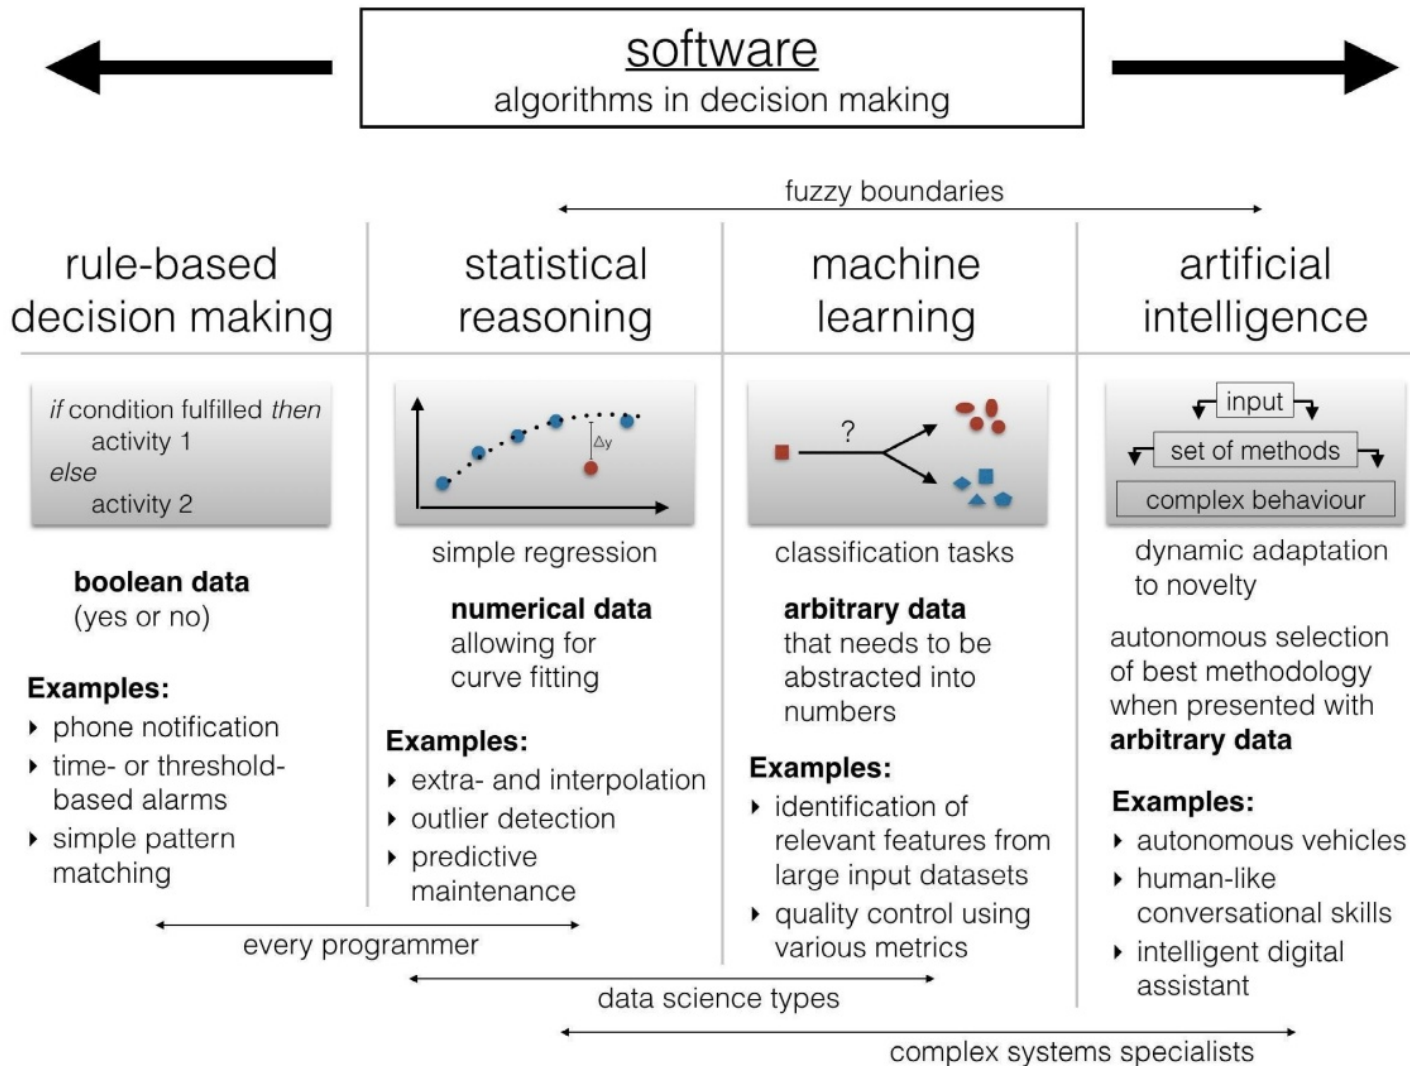 software
algorithms in decision making
fuzzy boundaries
rule-based
decision making
if condition fulfilled then
activity 1
else
activity 2
boolean data
(yes or no)
Examples:
‣ phone notification
‣ time- or threshold-
based alarms
‣ simple pattern
matching
statistical
reasoning
Δy
simple regression
numerical data
allowing for
curve fitting
Examples:
‣ extra- and interpolation
‣ outlier detection
‣ predictive
maintenance
machine
learning
?
classification tasks
arbitrary data
that needs to be
abstracted into
numbers
Examples:
‣ identification of
relevant features from
large input datasets
‣ quality control using
various metrics
artificial
intelligence
input
set of methods
complex behaviour
dynamic adaptation
to novelty
autonomous selection
of best methodology
when presented with
arbitrary data
Examples:
‣ autonomous vehicles
‣ human-like
conversational skills
‣ intelligent digital
assistant
every programmer
data science types
complex systems specialists